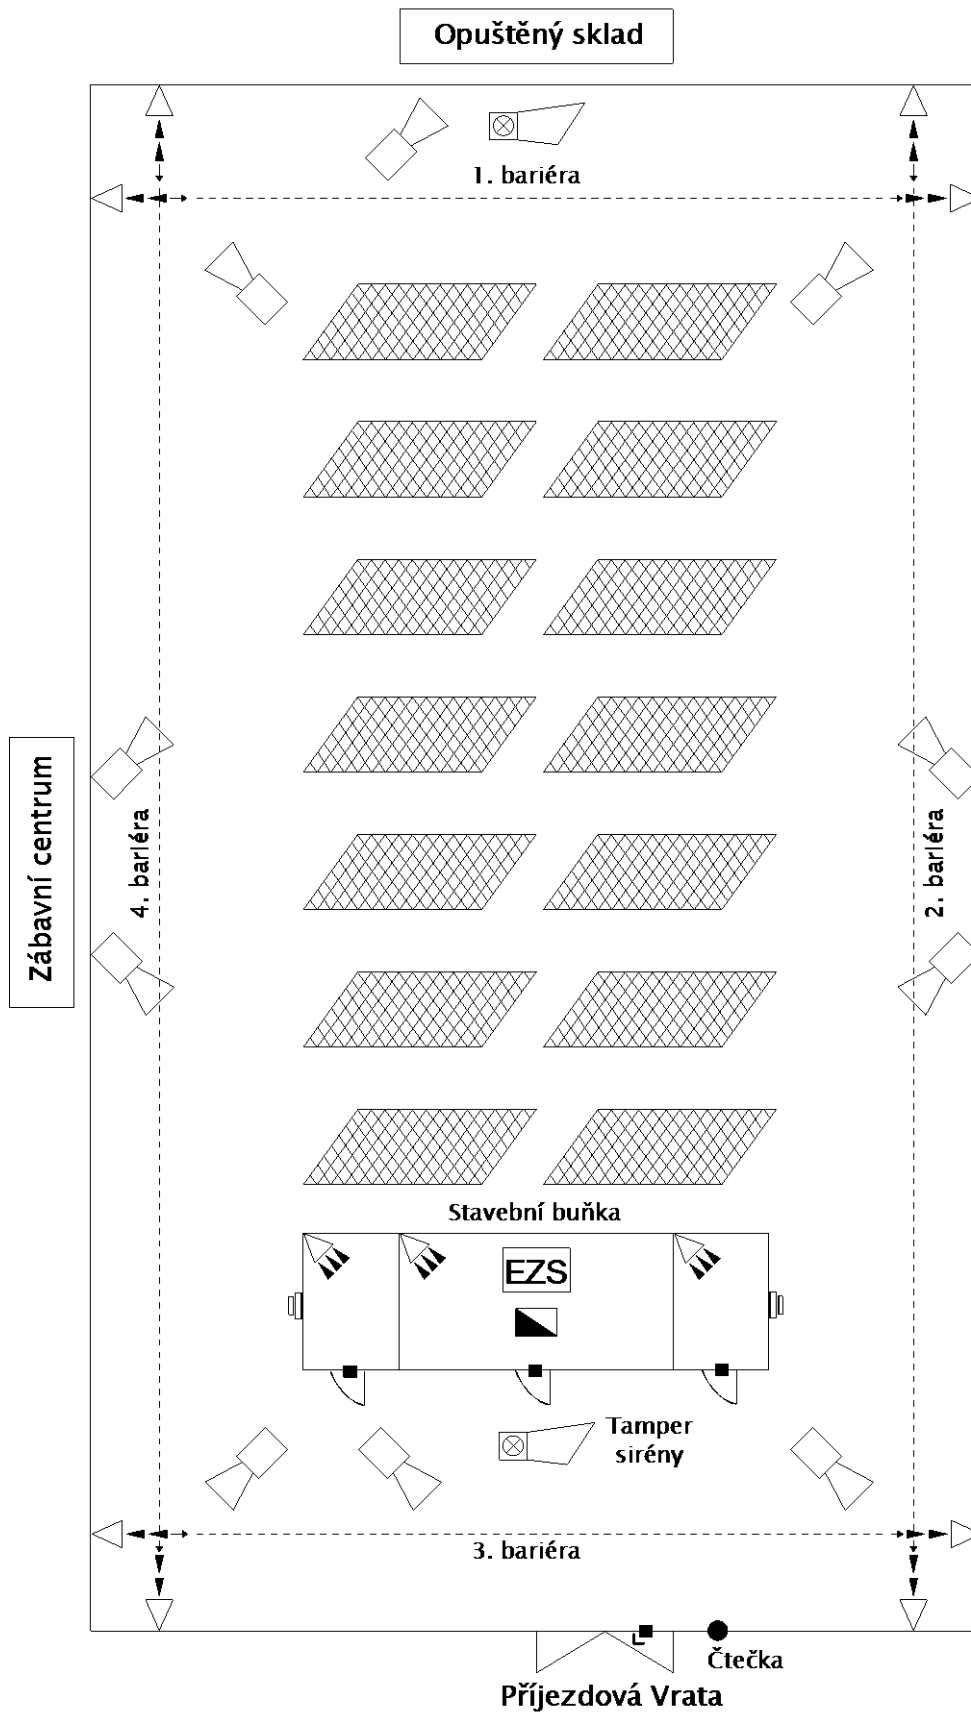 Opuštěný sklad
1. bariéra
Zábavní centrum
4. bariéra
2. bariéra
Stavební buňka
EZS
Tamper
sirény
3. bariéra
Čtečka
Příjezdová Vrata